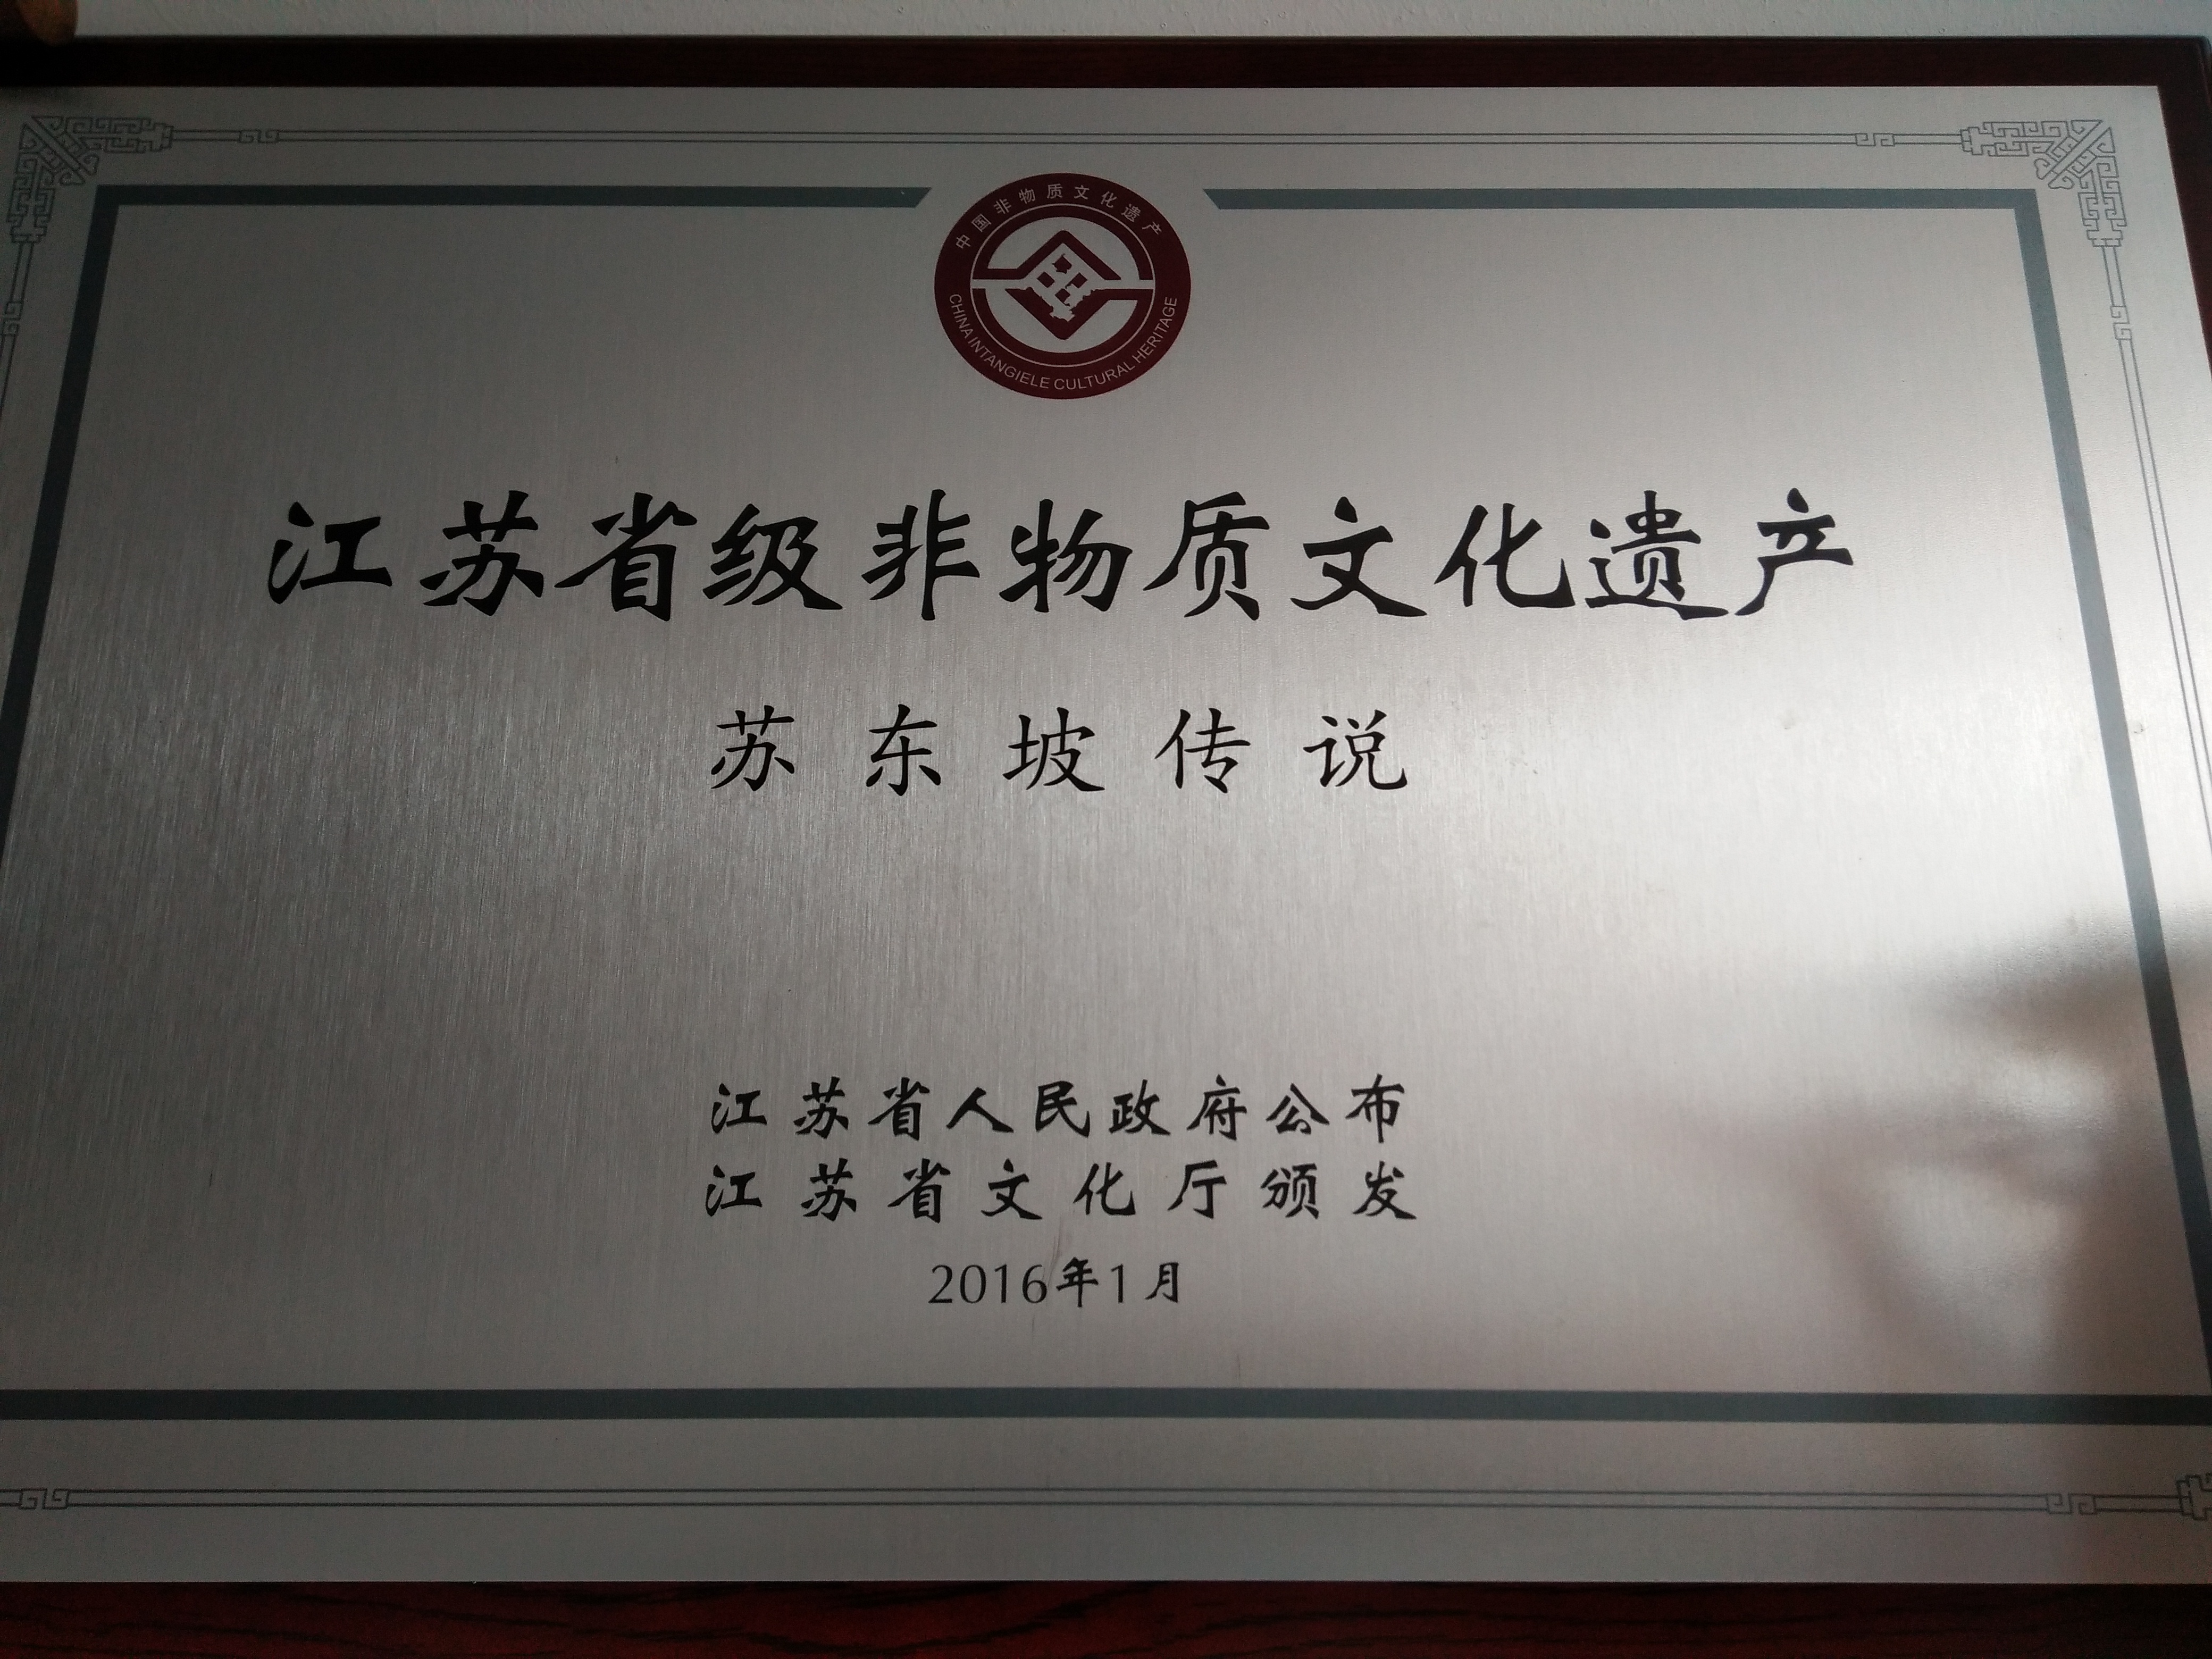 中国非物质文化遗产
CHINA INTANGIELE CULTURAL HERITAGE
江苏省级非物质文化遗产
苏东坡传说
江苏省人民政府公布
江苏省文化厅颁发
2016年1月